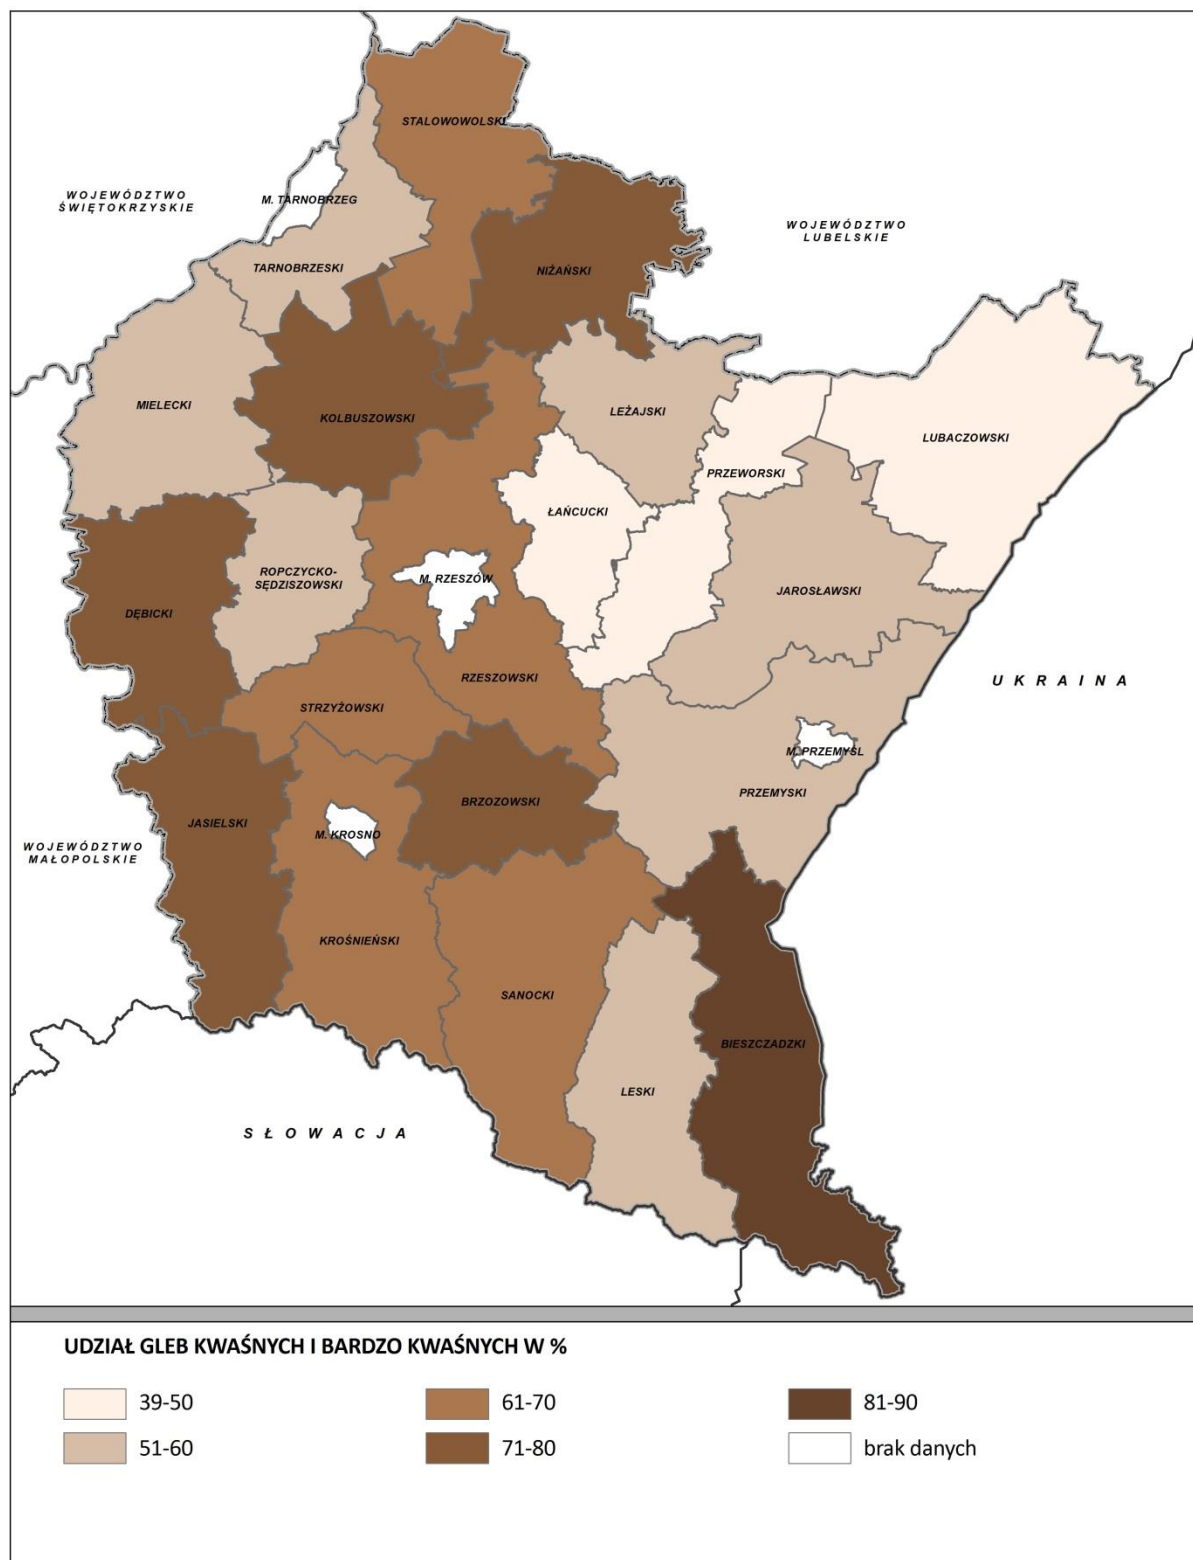 STALOWOWOLSKI
WOJEWÓDZTWO
ŚWIĘTOKRZYSKIE
M. TARNOBRZEG
WOJEWÓDZTWO
LUBELSKIE
TARNOBRZESKI
NIŻAŃSKI
MIELECKI
KOLBUSZOWSKI
LEŻAJSKI
LUBACZOWSKI
PRZEWORSKI
ŁAŃCUCKI
ROPCZYCKO-
SĘDZISZOWSKI
M. RZESZÓW
JAROSŁAWSKI
DĘBICKI
RZESZOWSKI
UKRAINA
STRZYŻOWSKI
M. PRZEMYŚL
PRZEMYSKI
BRZOZOWSKI
JASIELSKI
M. KROSNO
WOJEWÓDZTWO
MAŁOPOLSKIE
KROŚNIEŃSKI
SANOCKI
BIESZCZADZKI
LESKI
SŁOWACJA
UDZIAŁ GLEB KWAŚNYCH I BARDZO KWAŚNYCH W %
39-50
61-70
81-90
51-60
71-80
brak danych